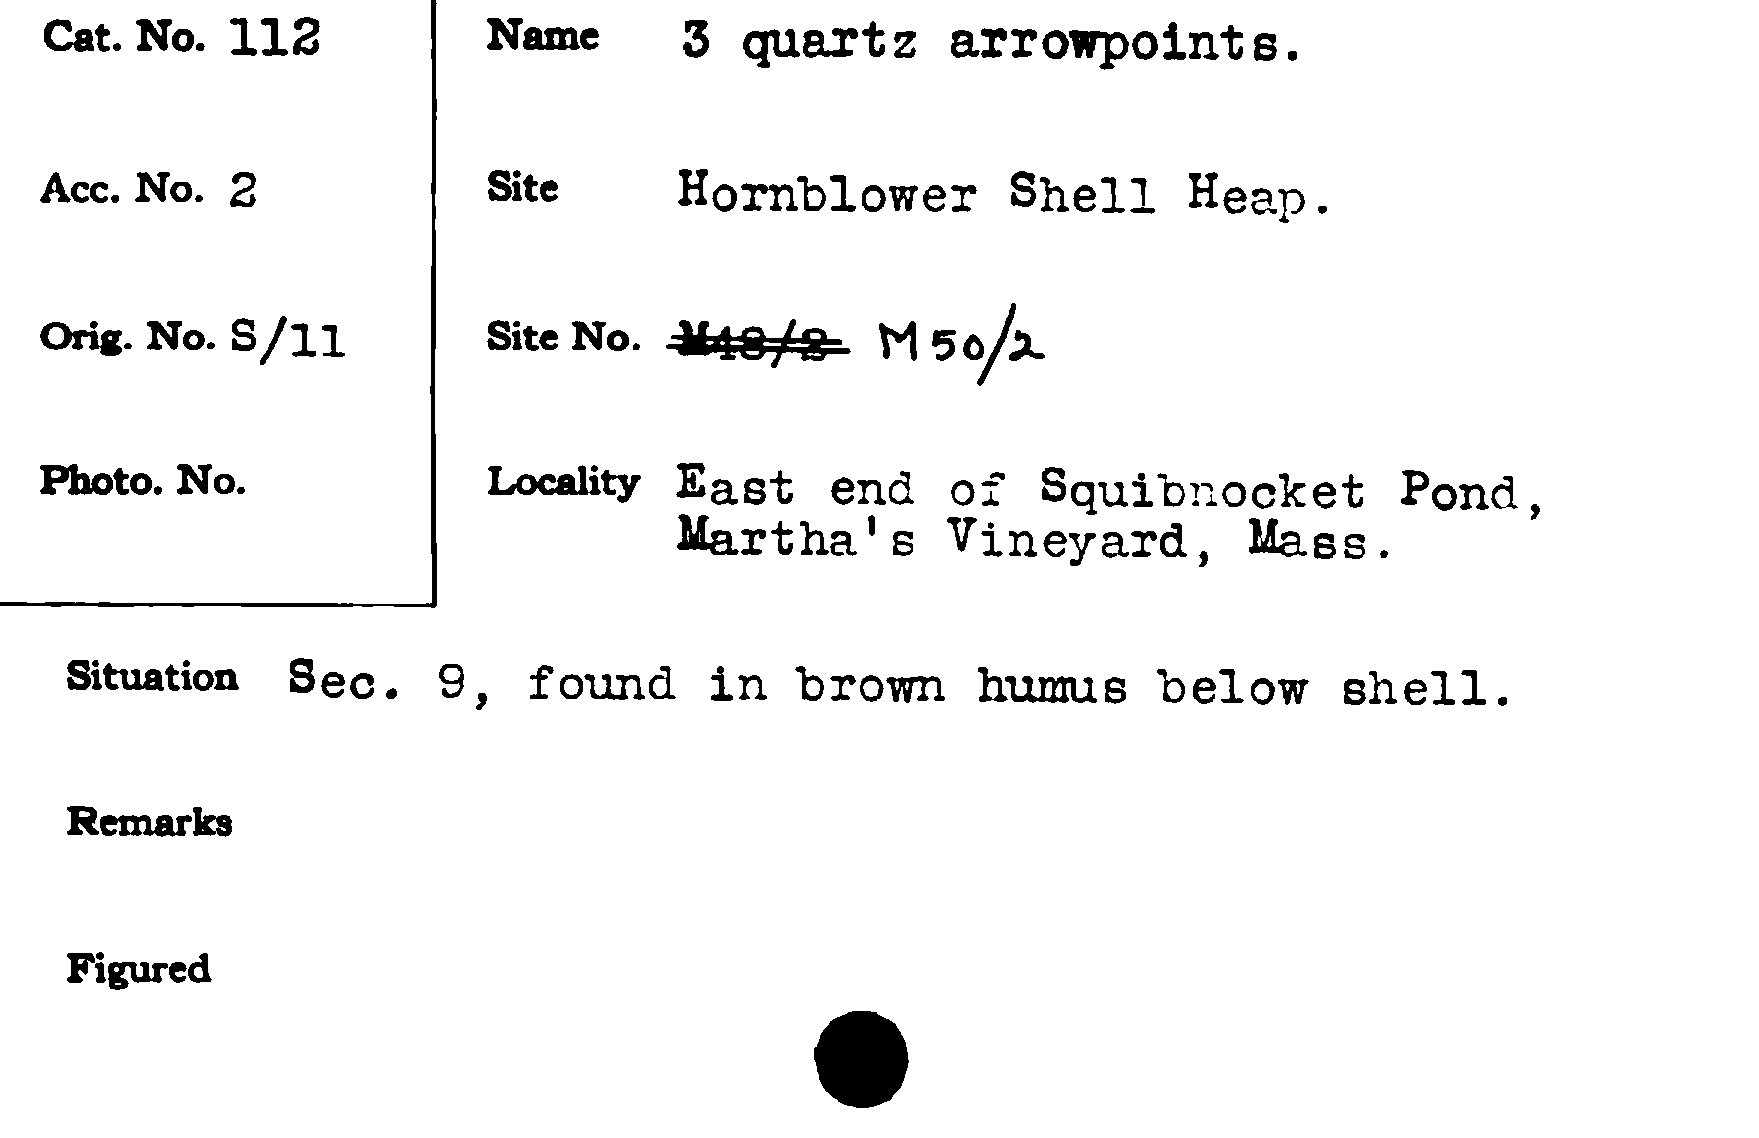 Cat. No. 112
Name 3 quartz arrowpoints.
Acc. No. 2
Site Hornblower Shell Heap.
Orig. No. S/11
Site No. M48/2 M50/2
Photo. No.
Locality East end of Squibnocket Pond,
Martha's Vineyard, Mass.
Situation Sec. 9, found in brown humus below shell.
Remarks
Figured